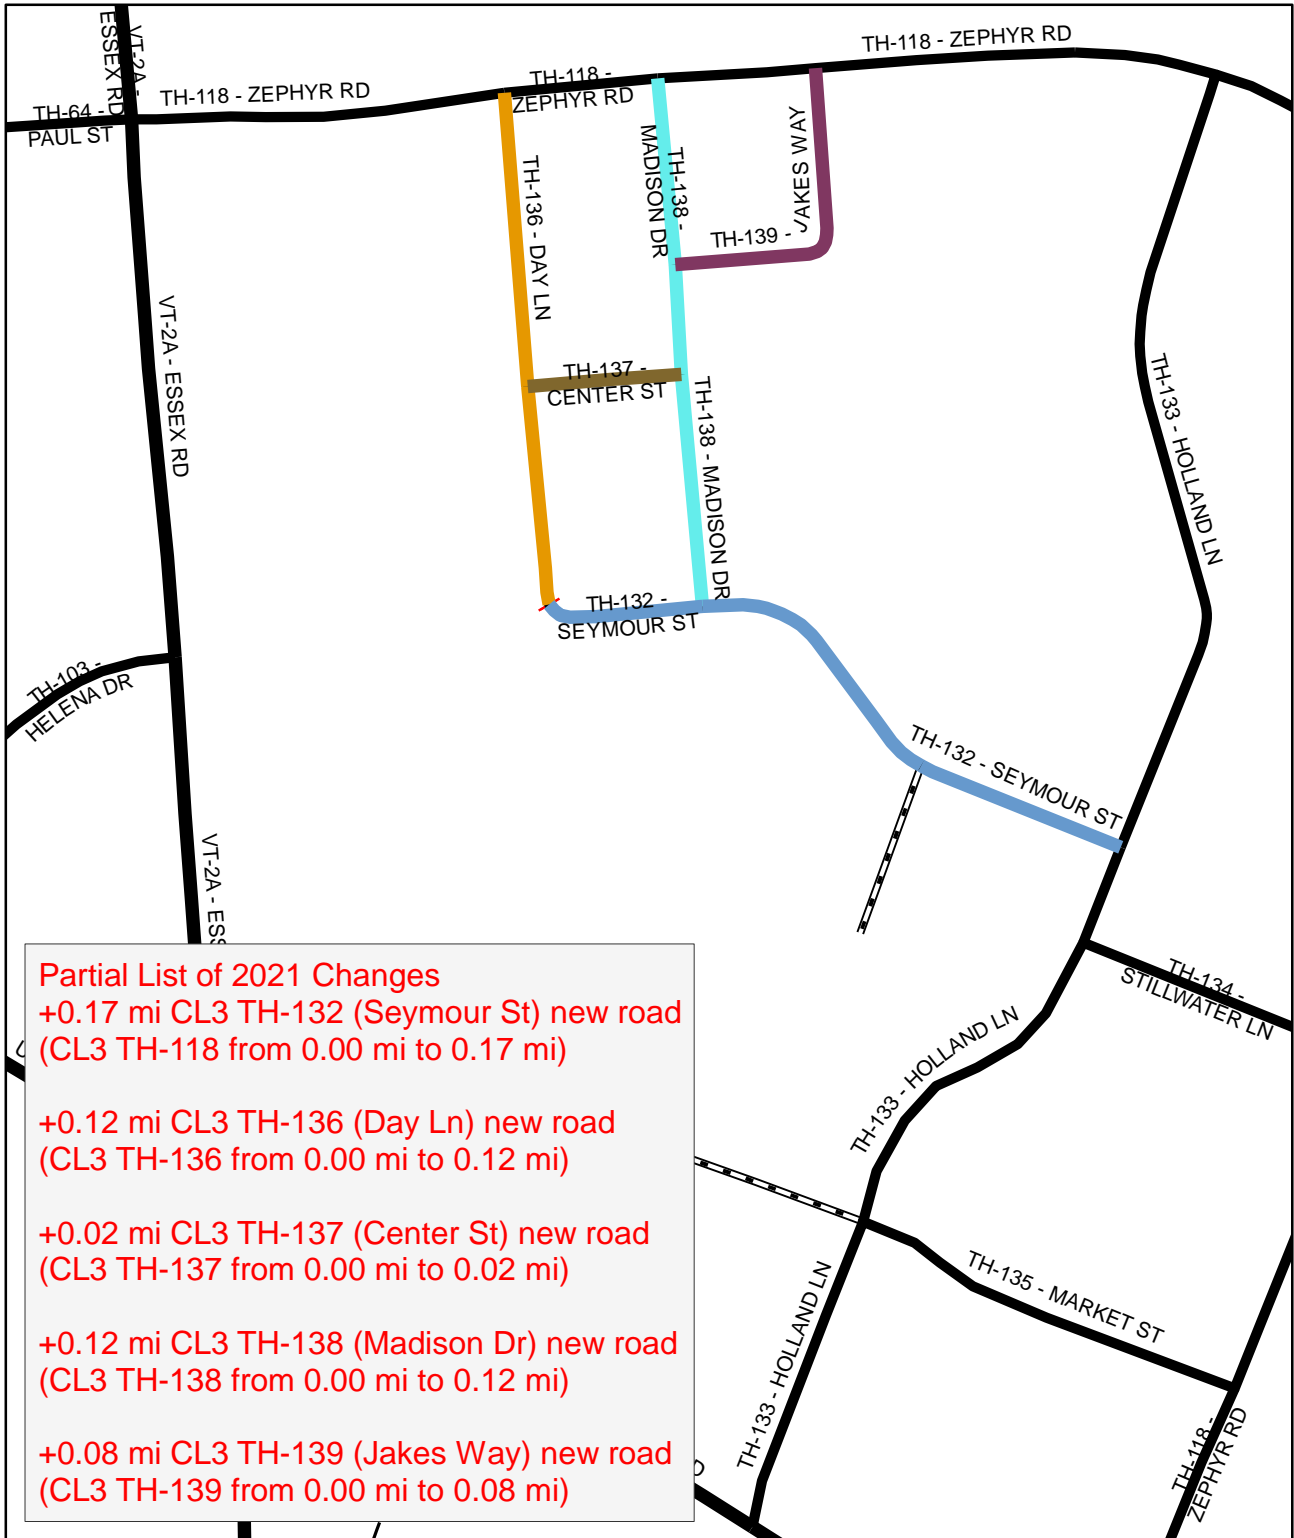 VT-2A -
ESSEX RD
TH-64 -
PAUL ST
TH-118 - ZEPHYR RD
TH-118 -
ZEPHYR RD
TH-118 - ZEPHYR RD
TH-136 - DAY LN
TH-138 -
MADISON DR
TH-139 -
JAKES WAY
VT-2A - ESSEX RD
TH-137 -
CENTER ST
TH-138 - MADISON DR
TH-133 - HOLLAND LN
TH-132 -
SEYMOUR ST
TH-103 -
HELENA DR
TH-132 - SEYMOUR ST
VT-2A - ESS
TH-134 -
STILLWATER LN
TH-133 - HOLLAND LN
Partial List of 2021 Changes
+0.17 mi CL3 TH-132 (Seymour St) new road
(CL3 TH-118 from 0.00 mi to 0.17 mi)
+0.12 mi CL3 TH-136 (Day Ln) new road
(CL3 TH-136 from 0.00 mi to 0.12 mi)
+0.02 mi CL3 TH-137 (Center St) new road
(CL3 TH-137 from 0.00 mi to 0.02 mi)
+0.12 mi CL3 TH-138 (Madison Dr) new road
(CL3 TH-138 from 0.00 mi to 0.12 mi)
+0.08 mi CL3 TH-139 (Jakes Way) new road
(CL3 TH-139 from 0.00 mi to 0.08 mi)
TH-135 - MARKET ST
TH-133 - HOLLAND LN
TH-118 -
ZEPHYR RD